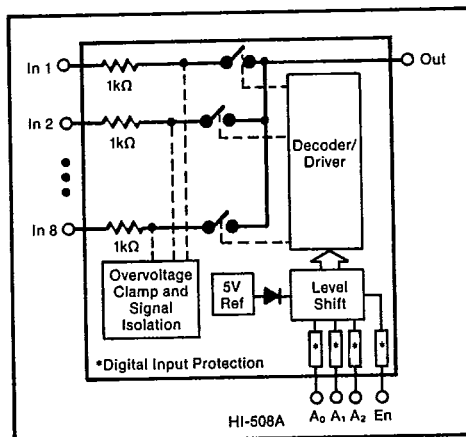 In 1
1kΩ
Out
In 2
1kΩ
Decoder/
Driver
In 8
1kΩ
Overvoltage
Clamp and
Signal
Isolation
5V
Ref
Level
Shift
*Digital Input Protection
* * * *
HI-508A
A₀ A₁ A₂ En